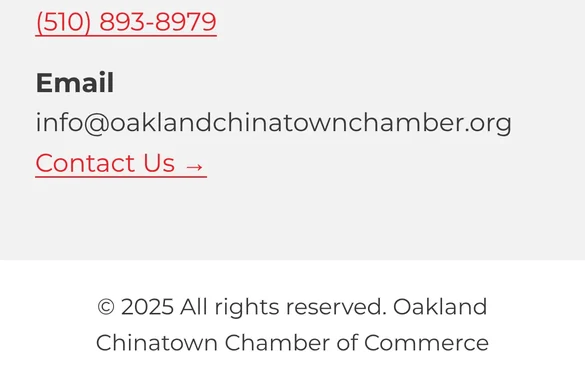 (510) 893-8979
Email
info@oaklandchinatownchamber.org
Contact Us →
© 2025 All rights reserved. Oakland
Chinatown Chamber of Commerce